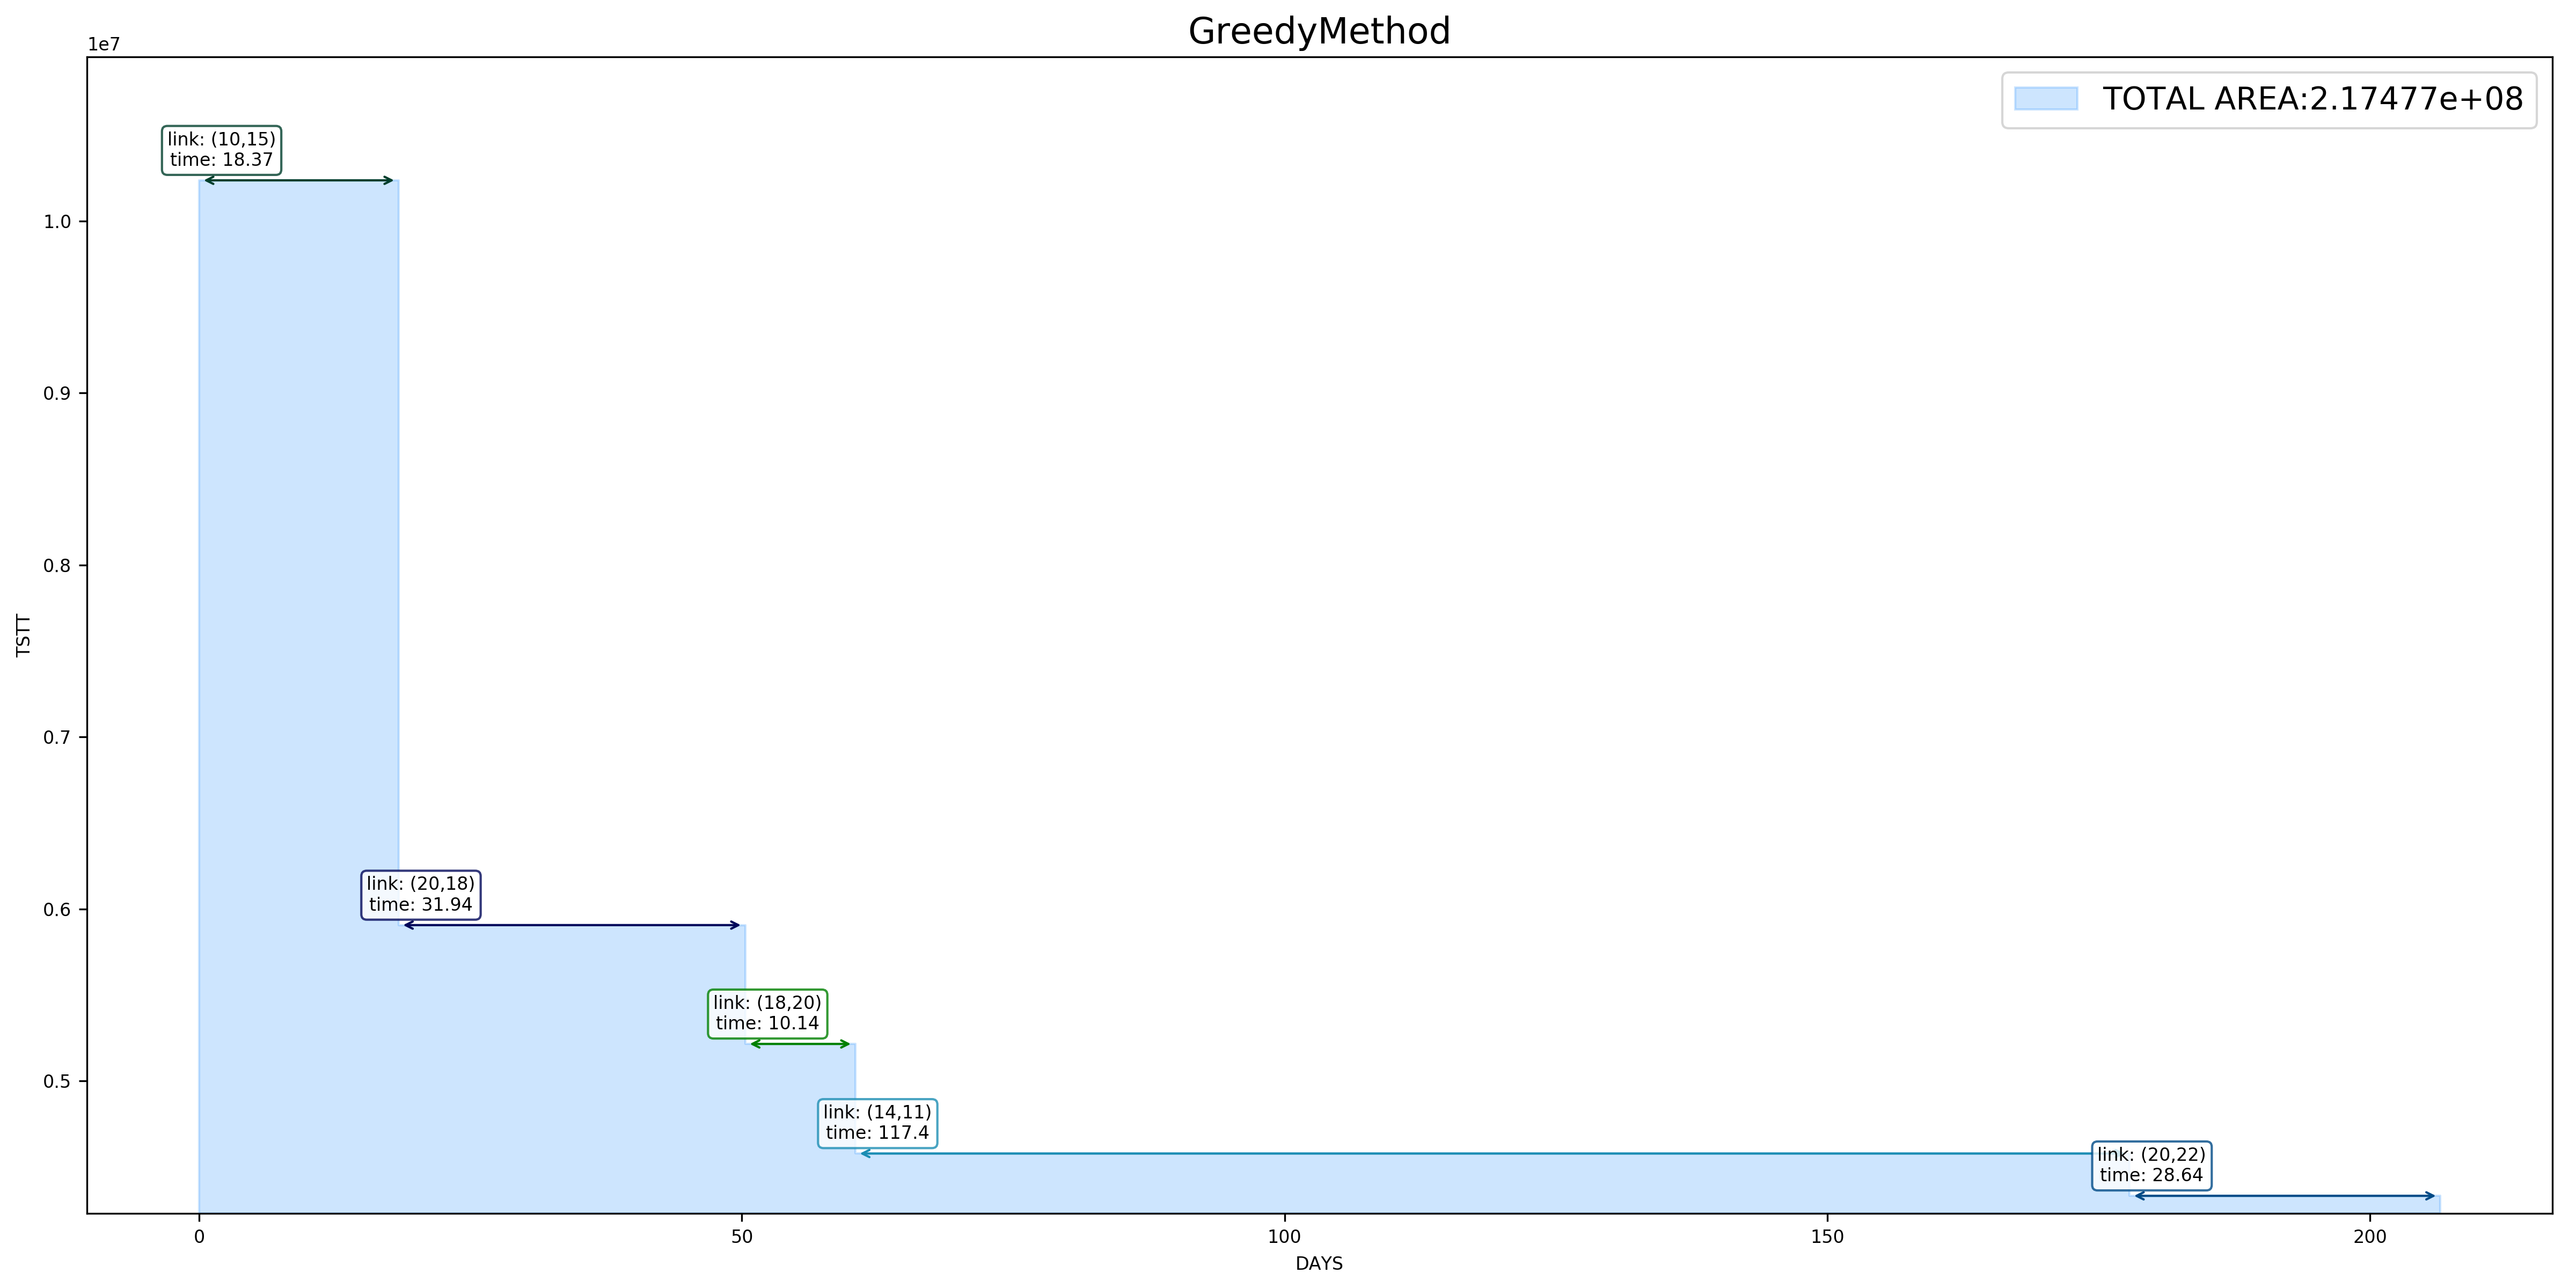 GreedyMethod
1e7
TOTAL AREA:2.17477e+08
link: (10,15)
time: 18.37
1.0
0.9
0.8
0.7
TSTT
link: (20,18)
time: 31.94
0.6
link: (18,20)
time: 10.14
0.5
link: (14,11)
time: 117.4
link: (20,22)
time: 28.64
0 50 100 150 200
DAYS